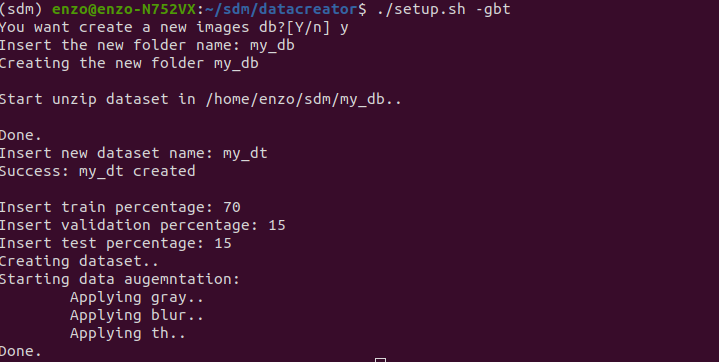 (sdm) enzo@enzo-N752VX:~/sdm/datacreator$ ./setup.sh -gbt
You want create a new images db?[Y/n] y
Insert the new folder name: my_db
Creating the new folder my_db
Start unzip dataset in /home/enzo/sdm/my_db..
Done.
Insert new dataset name: my_dt
Success: my_dt created
Insert train percentage: 70
Insert validation percentage: 15
Insert test percentage: 15
Creating dataset..
Starting data augemntation:
Applying gray..
Applying blur..
Applying th..
Done.